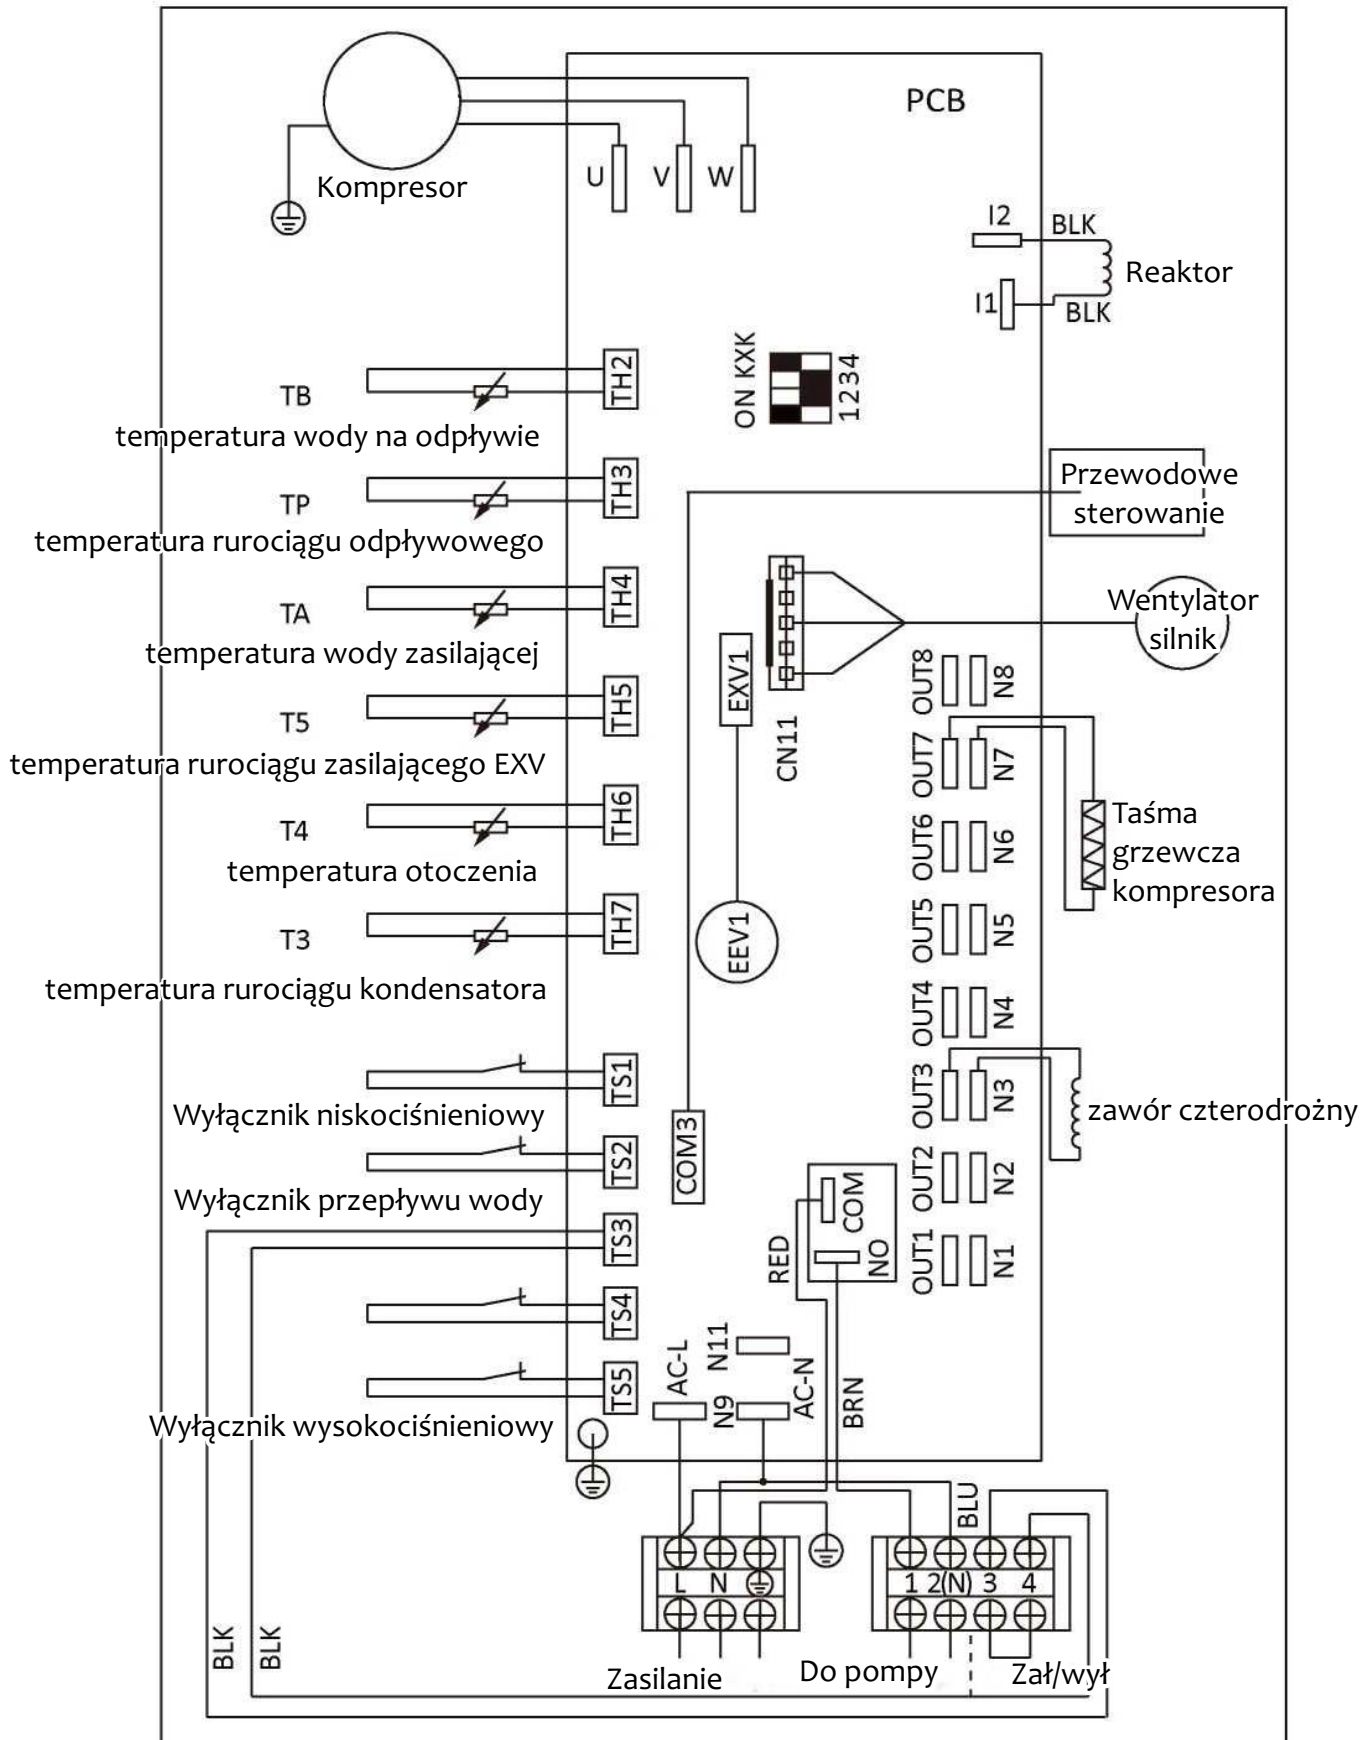 PCB
Kompresor
U
V
W
I2
BLK
Reaktor
I1
BLK
ON KXK
1234
TB
TH2
temperatura wody na odpływie
TP
TH3
temperatura rurociągu odpływowego
Przewodowe
sterowanie
TA
TH4
temperatura wody zasilającej
Wentylator
silnik
T5
TH5
temperatura rurociągu zasilającego EXV
EXV1
CN11
T4
TH6
temperatura otoczenia
T3
TH7
temperatura rurociągu kondensatora
EEV1
OUT8
N8
OUT7
N7
OUT6
N6
OUT5
N5
OUT4
N4
OUT3
N3
OUT2
N2
OUT1
N1
Taśma
grzewcza
kompresora
zawór czterodrożny
TS1
Wyłącznik niskociśnieniowy
TS2
Wyłącznik przepływu wody
TS3
TS4
TS5
Wyłącznik wysokociśnieniowy
COM3
COM
NO
RED
BRN
AC-L
N11
N9
AC-N
BLU
L N
1 2(N) 3 4
BLK
BLK
Zasilanie
Do pompy
Zał/wył